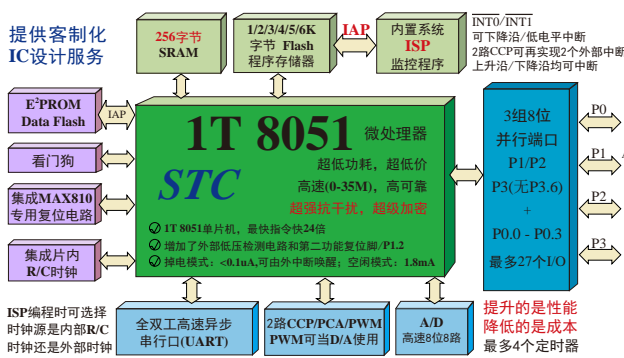 提供客制化
IC设计服务
256字节
SRAM
1/2/3/4/5/6K
字节 Flash
程序存储器
IAP
内置系统
ISP
监控程序
INT0/INT1
可下降沿/低电平中断
2路CCP可再实现2个外部中断
上升沿/下降沿均可中断
E²PROM
Data Flash
IAP
看门狗
集成MAX810
专用复位电路
集成片内
R/C时钟
1T 8051 微处理器
STC
超低功耗，超低价
高速(0-35M)，高可靠
超强抗干扰，超级加密
1T 8051单片机，最快指令快24倍
增加了外部低压检测电路和第二功能复位脚/P1.2
掉电模式：<0.1uA,可由外中断唤醒；空闲模式：1.8mA
3组8位
并行端口
P1/P2
P3(无P3.6)
+
P0.0 - P0.3
最多27个I/O
P0
P1
P2
P3
ISP编程时可选择
时钟源是内部R/C
时钟还是外部时钟
全双工高速异步
串行口(UART)
2路CCP/PCA/PWM
PWM可当D/A使用
A/D
高速8位8路
提升的是性能
降低的是成本
最多4个定时器